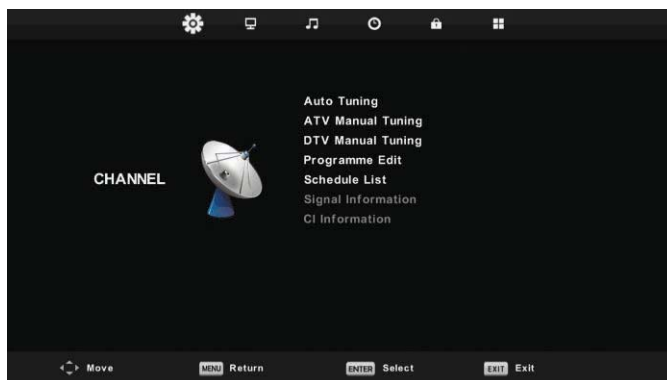 Auto Tuning
ATV Manual Tuning
DTV Manual Tuning
Programme Edit
CHANNEL
Schedule List
Signal Information
CI Information
Move
MENU Return
ENTER Select
EXIT Exit